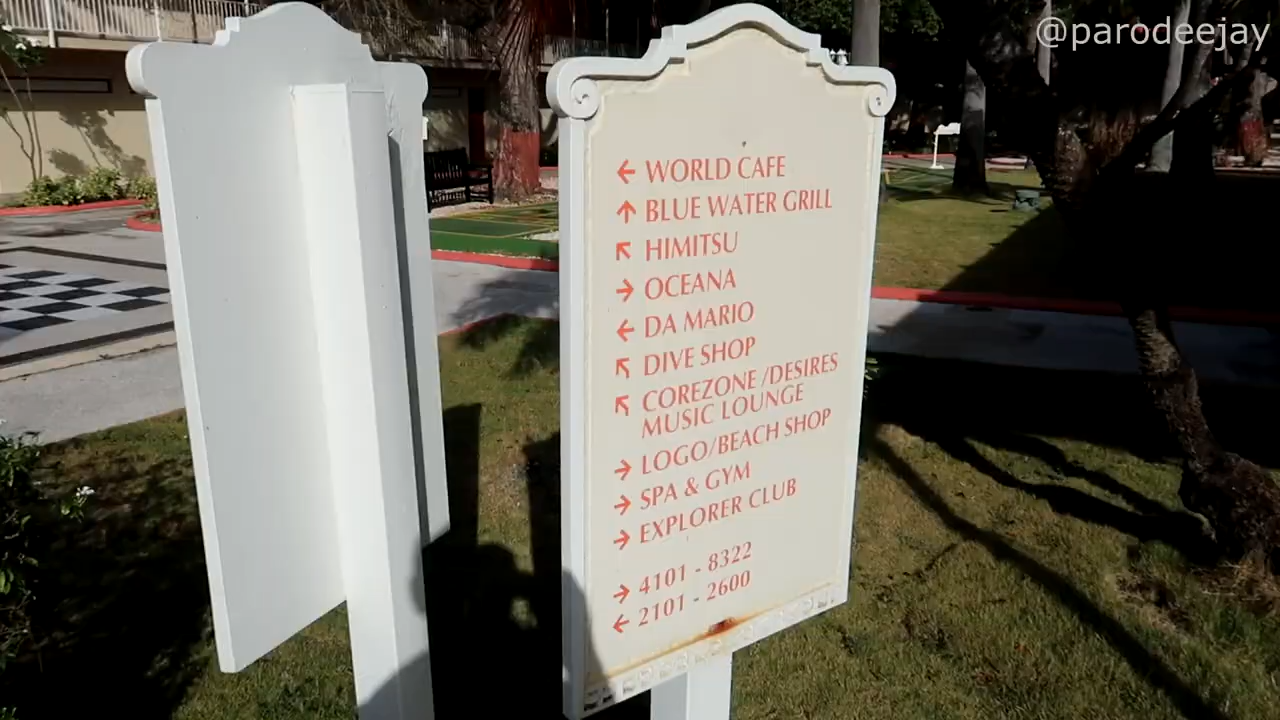 @parodeejay
← WORLD CAFE
↑ BLUE WATER GRILL
↖ HIMITSU
→ OCEANA
← DA MARIO
↖ DIVE SHOP
↖ COREZONE/DESIRES
MUSIC LOUNGE
→ LOGO/BEACH SHOP
→ SPA & GYM
→ EXPLORER CLUB
→ 4101 - 8322
← 2101 - 2600